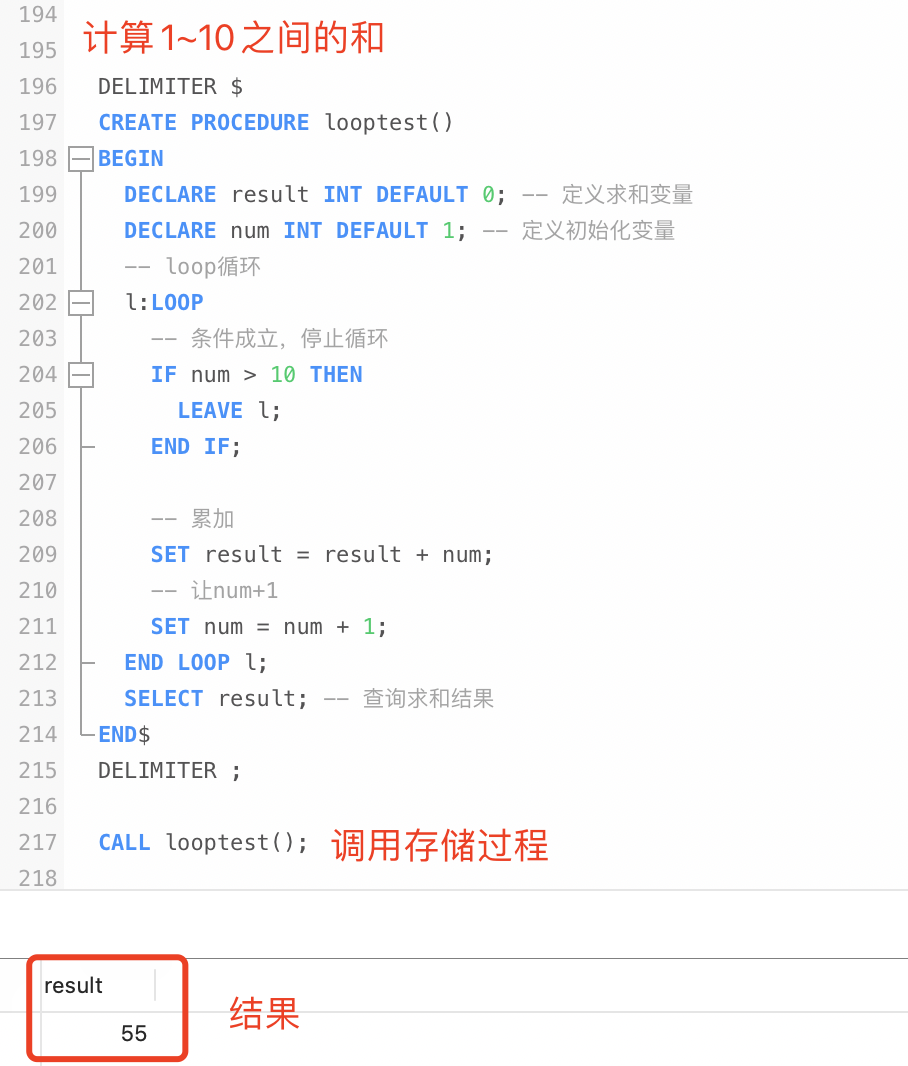 194
计算1~10之间的和
195
196 DELIMITER $
197 CREATE PROCEDURE looptest()
198 BEGIN
199 DECLARE result INT DEFAULT 0; -- 定义求和变量
200 DECLARE num INT DEFAULT 1; -- 定义初始化变量
201 -- loop循环
202 l:LOOP
203 -- 条件成立，停止循环
204 IF num > 10 THEN
205 LEAVE l;
206 END IF;
207
208 -- 累加
209 SET result = result + num;
210 -- 让num+1
211 SET num = num + 1;
212 END LOOP l;
213 SELECT result; -- 查询求和结果
214 END$
215 DELIMITER ;
216
217 CALL looptest(); 调用存储过程
218
result
结果
55